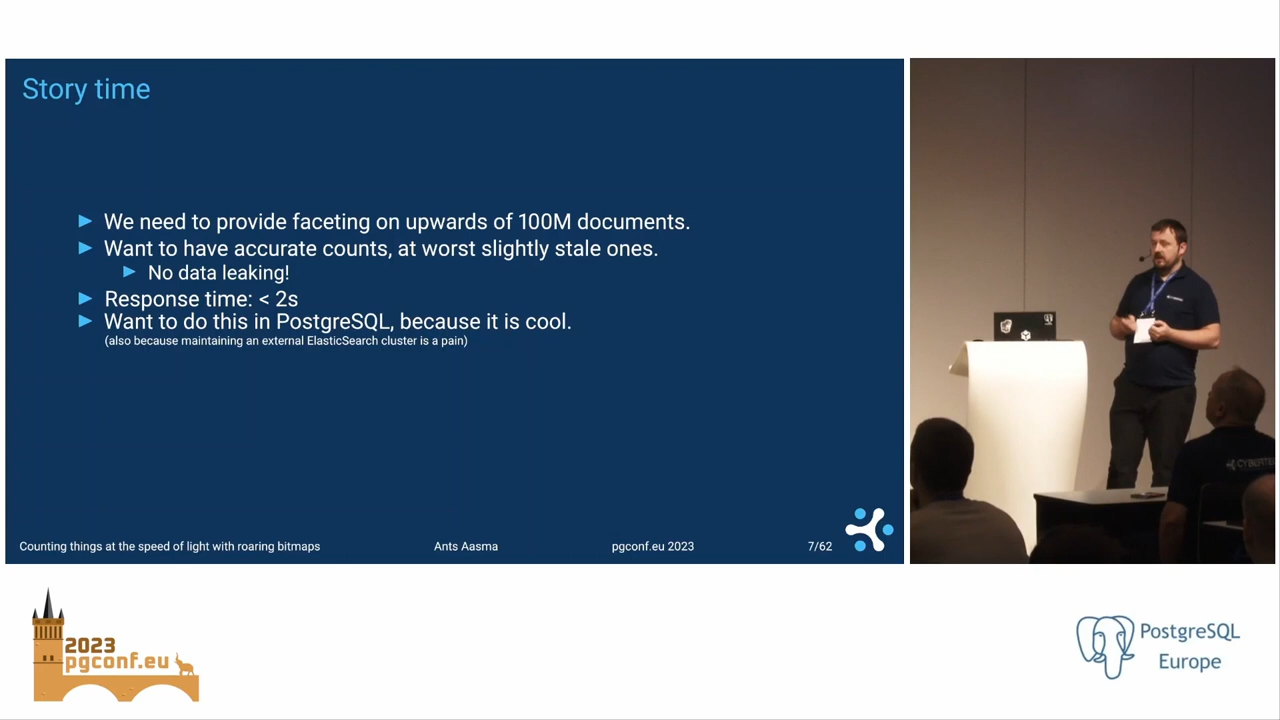 Story time
We need to provide faceting on upwards of 100M documents.
Want to have accurate counts, at worst slightly stale ones.
No data leaking!
Response time: < 2s
Want to do this in PostgreSQL, because it is cool.
(also because maintaining an external ElasticSearch cluster is a pain)
Counting things at the speed of light with roaring bitmaps
Ants Aasma
pgconf.eu 2023
7/62
2023
pgconf.eu
PostgreSQL
Europe